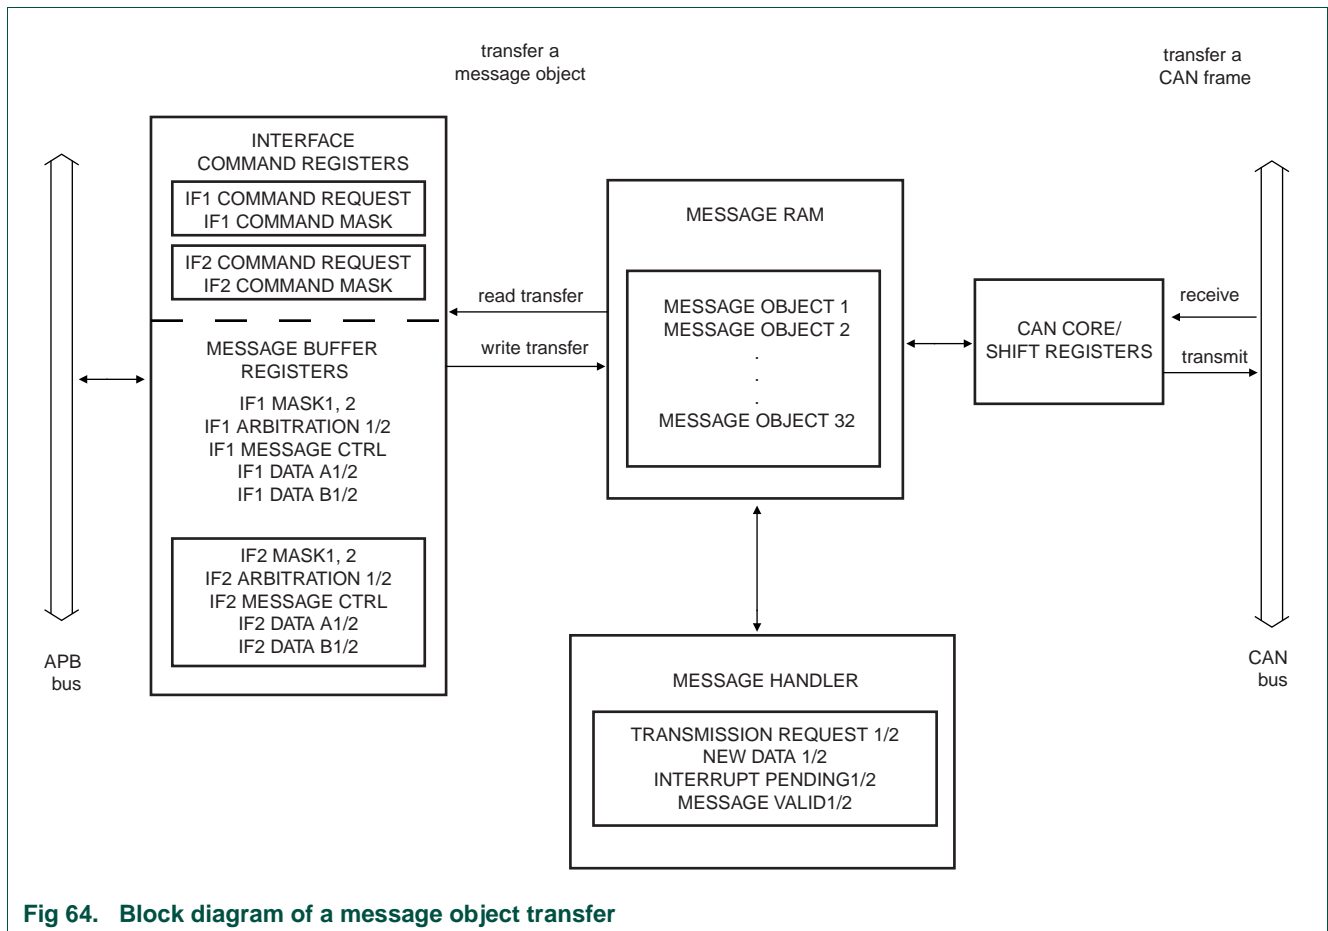 transfer a
message object
transfer a
CAN frame
INTERFACE
COMMAND REGISTERS
IF1 COMMAND REQUEST
IF1 COMMAND MASK
IF2 COMMAND REQUEST
IF2 COMMAND MASK
MESSAGE BUFFER
REGISTERS
IF1 MASK1, 2
IF1 ARBITRATION 1/2
IF1 MESSAGE CTRL
IF1 DATA A1/2
IF1 DATA B1/2
IF2 MASK1, 2
IF2 ARBITRATION 1/2
IF2 MESSAGE CTRL
IF2 DATA A1/2
IF2 DATA B1/2
APB
bus
read transfer
write transfer
MESSAGE RAM
MESSAGE OBJECT 1
MESSAGE OBJECT 2
.
.
.
MESSAGE OBJECT 32
CAN CORE/
SHIFT REGISTERS
receive
transmit
CAN
bus
MESSAGE HANDLER
TRANSMISSION REQUEST 1/2
NEW DATA 1/2
INTERRUPT PENDING1/2
MESSAGE VALID1/2
Fig 64. Block diagram of a message object transfer